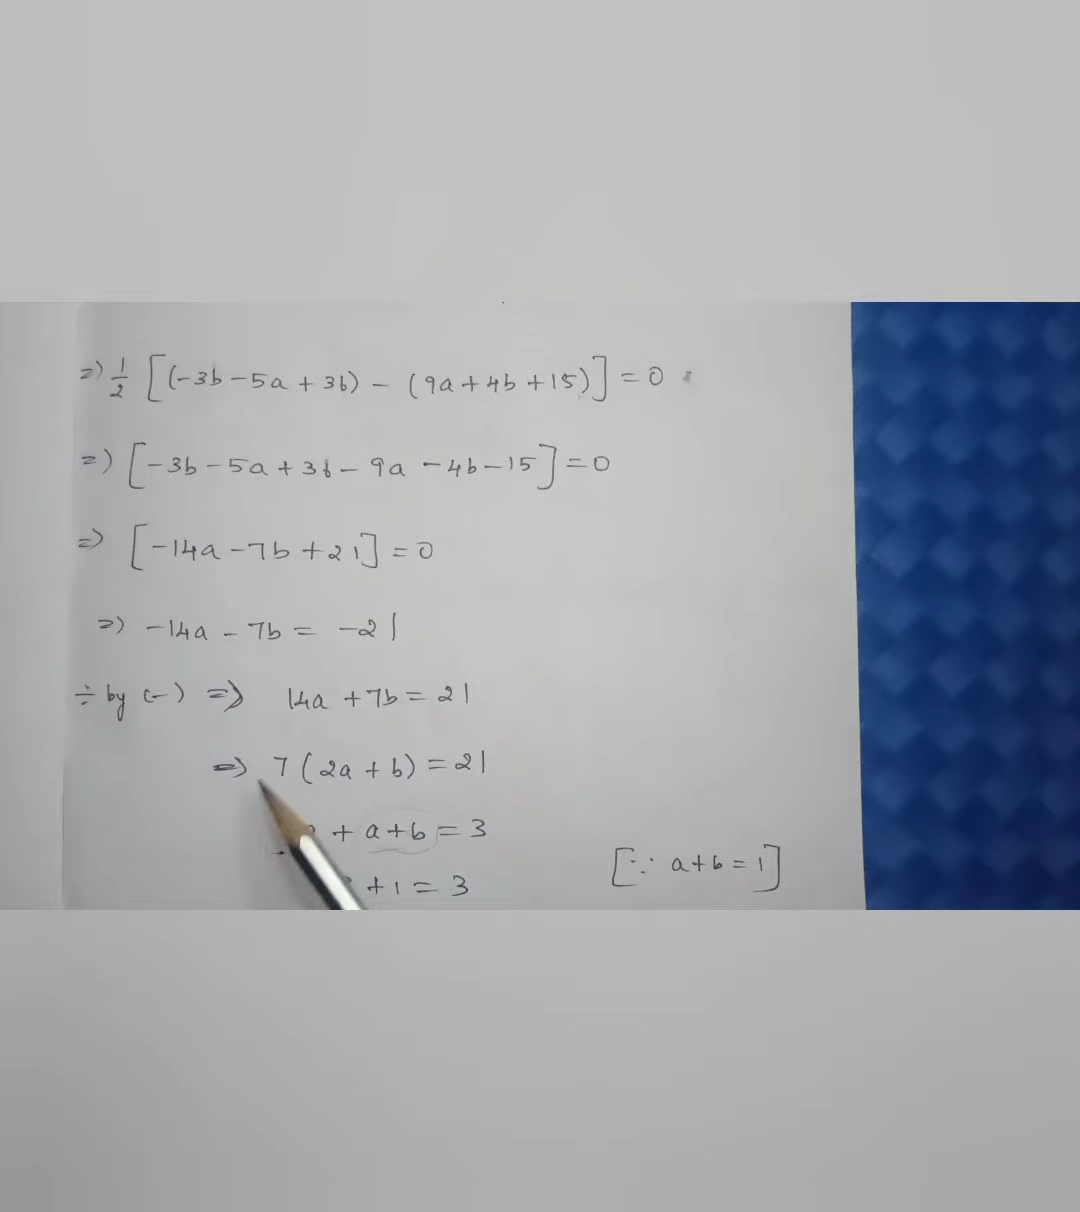 => 1/2 [(-3b - 5a + 3b) - (9a + 4b + 15)] = 0
=> [-3b - 5a + 3b - 9a - 4b - 15] = 0
=> [-14a - 7b + 21] = 0
=> -14a - 7b = -21
÷ by (-) => 14a + 7b = 21
=> 7 (2a + b) = 21
+ a + b = 3
[∵ a + b = 1]
+ 1 = 3